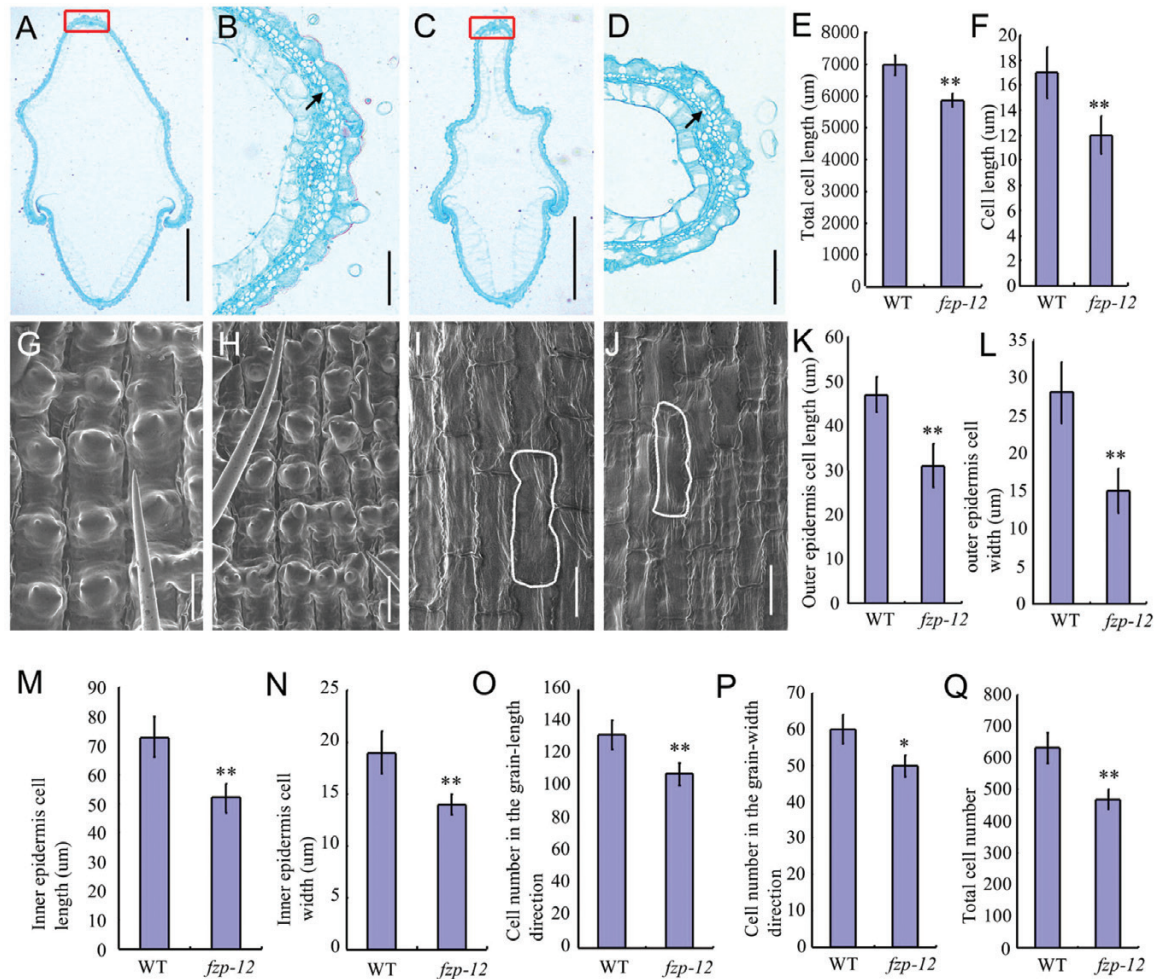 A
B
C
D
E
Total cell length (um)
8000
7000
6000
5000
4000
3000
2000
1000
0
**
WT
fzp-12
F
Cell length (um)
20
18
16
14
12
10
8
6
4
2
0
**
WT
fzp-12
G
H
I
J
K
Outer epidermis cell length (um)
60
50
40
30
20
10
0
**
WT
fzp-12
L
outer epidermis cell
width (um)
35
30
25
20
15
10
5
0
**
WT
fzp-12
M
Inner epidermis cell
length (um)
90
80
70
60
50
40
30
20
10
0
**
WT
fzp-12
N
Inner epidermis cell
width (um)
25
20
15
10
5
0
**
WT
fzp-12
O
Cell number in the grain-length
direction
160
140
120
100
80
60
40
20
0
**
WT
fzp-12
P
Cell number in the grain-width
direction
70
60
50
40
30
20
10
0
*
WT
fzp-12
Q
Total cell number
800
700
600
500
400
300
200
100
0
**
WT
fzp-12